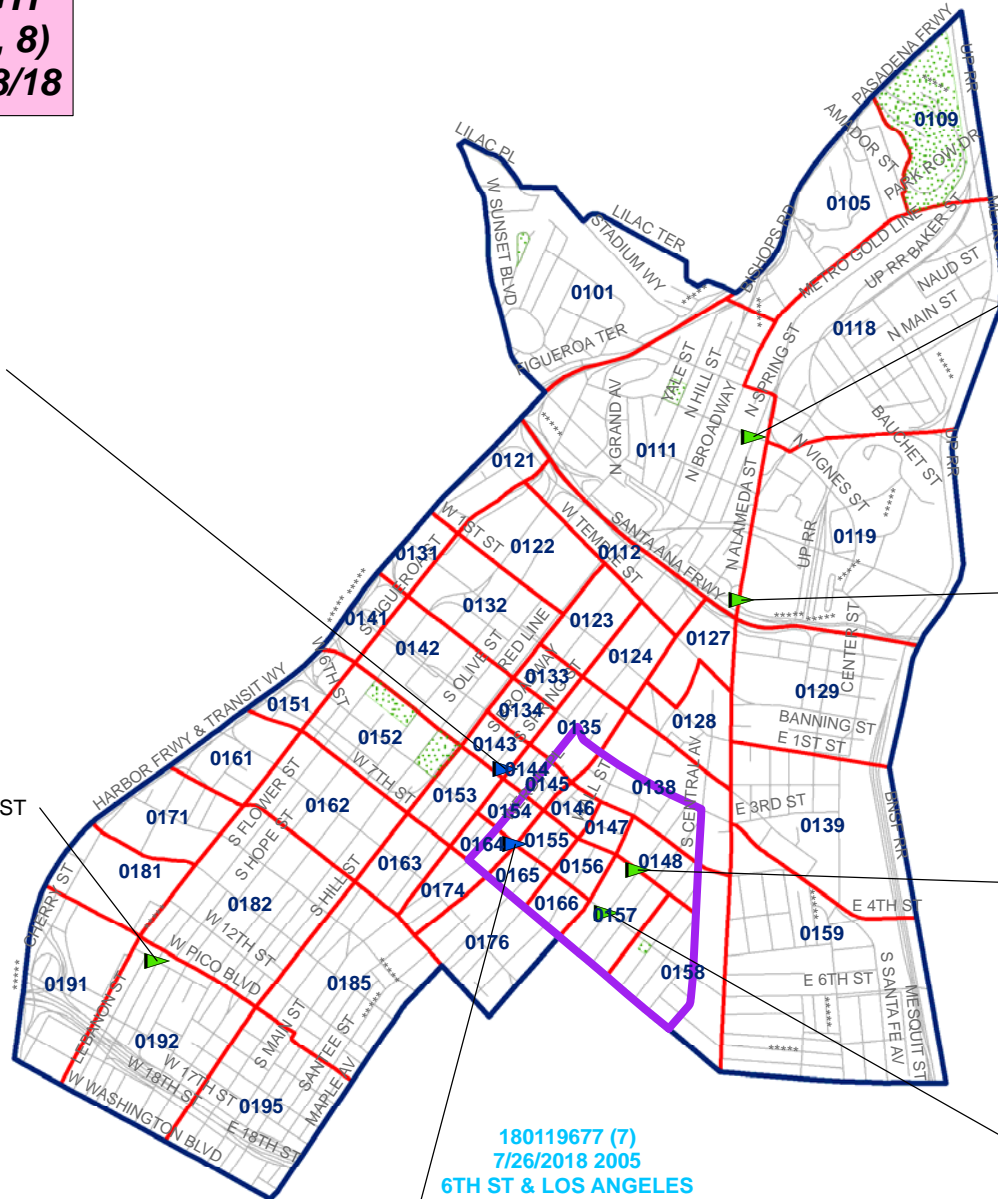 , 8)
8/18
PASADENA FRWY
UP RR
0109
AMADOR ST
PARK ROW DR
LILAC PL
0105
W SUNSET BLVD
LILAC TER
STADIUM WY
BISHOPS RD
METRO GOLD LINE
UP RR
BAKER ST
NAUD ST
0101
0118
N MAIN ST
FIGUEROA TER
YALE ST
N HILL ST
N SPRING ST
N BROADWAY
N GRAND AV
0111
BAUCHET ST
UP RR
N VIGNES ST
0121
N ALAMEDA ST
W 1ST ST
W TEMPLE ST
SANTA ANA FRWY
UP RR
0119
0122
0112
0131
S FIGUEROA ST
0132
0123
0141
0142
RED LINE
0124
0127
CENTER ST
W 6TH ST
S OLIVE ST
0133
0129
S BROADWAY
S SPRING ST
0134
0128
BANNING ST
E 1ST ST
0151
0152
0143
0135
HARBOR FRWY & TRANSIT WY
0161
W 7TH ST
0144
0145
0138
S CENTRAL AV
BNSF RR
0153
0146
E 3RD ST
0162
0154
0147
0139
ST
0171
S FLOWER ST
S HOPE ST
0164
0155
0163
0156
0148
0181
S HILL ST
0174
0165
CHERRY ST
0182
0166
0157
E 4TH ST
W 12TH ST
0176
0159
W PICO BLVD
0158
S SANTA FE AV
0191
0185
E 6TH ST
MESQUIT ST
LEBANON ST
0192
S MAIN ST
SANTEE ST
MAPLE AV
W 17TH ST
W 18TH ST
W WASHINGTON BLVD
0195
E 18TH ST
180119677 (7)
7/26/2018 2005
6TH ST & LOS ANGELES